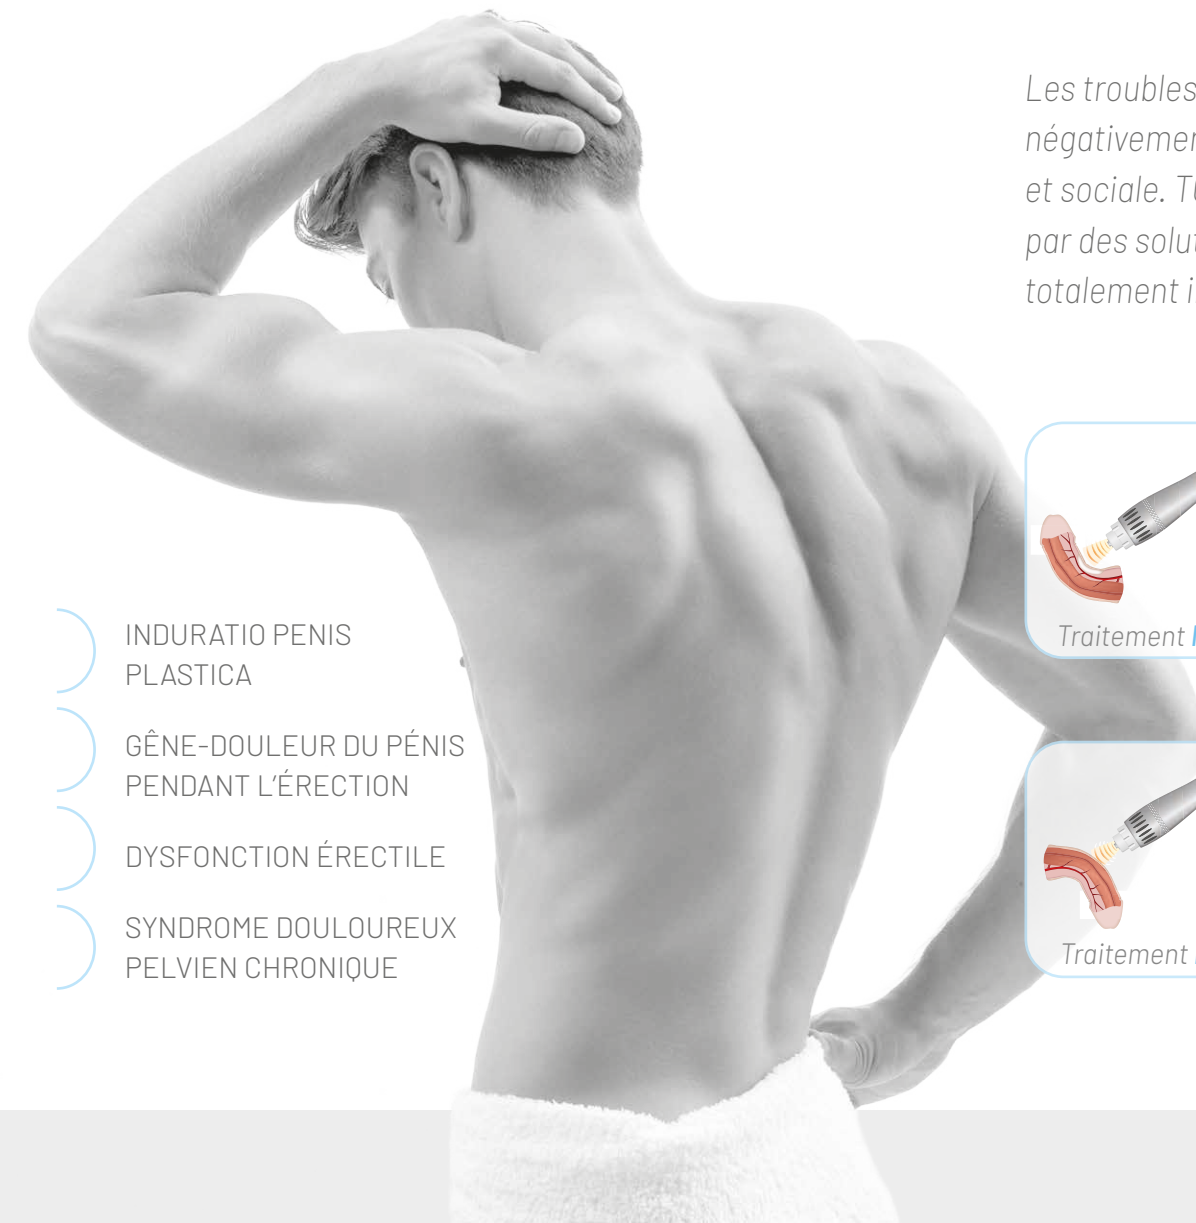 Les troubles
négativemen
et sociale.
par des solut
totalement i
INDURATIO PENIS
PLASTICA
GÊNE-DOULEUR DU PÉNIS
PENDANT L’ÉRECTION
DYSFONCTION ÉRECTILE
SYNDROME DOULOUREUX
PELVIEN CHRONIQUE
Traitement
Traitement